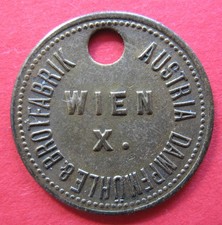 AUSTRIA DAMPFMÜHLE & BROTFABRIK
WIEN
X.